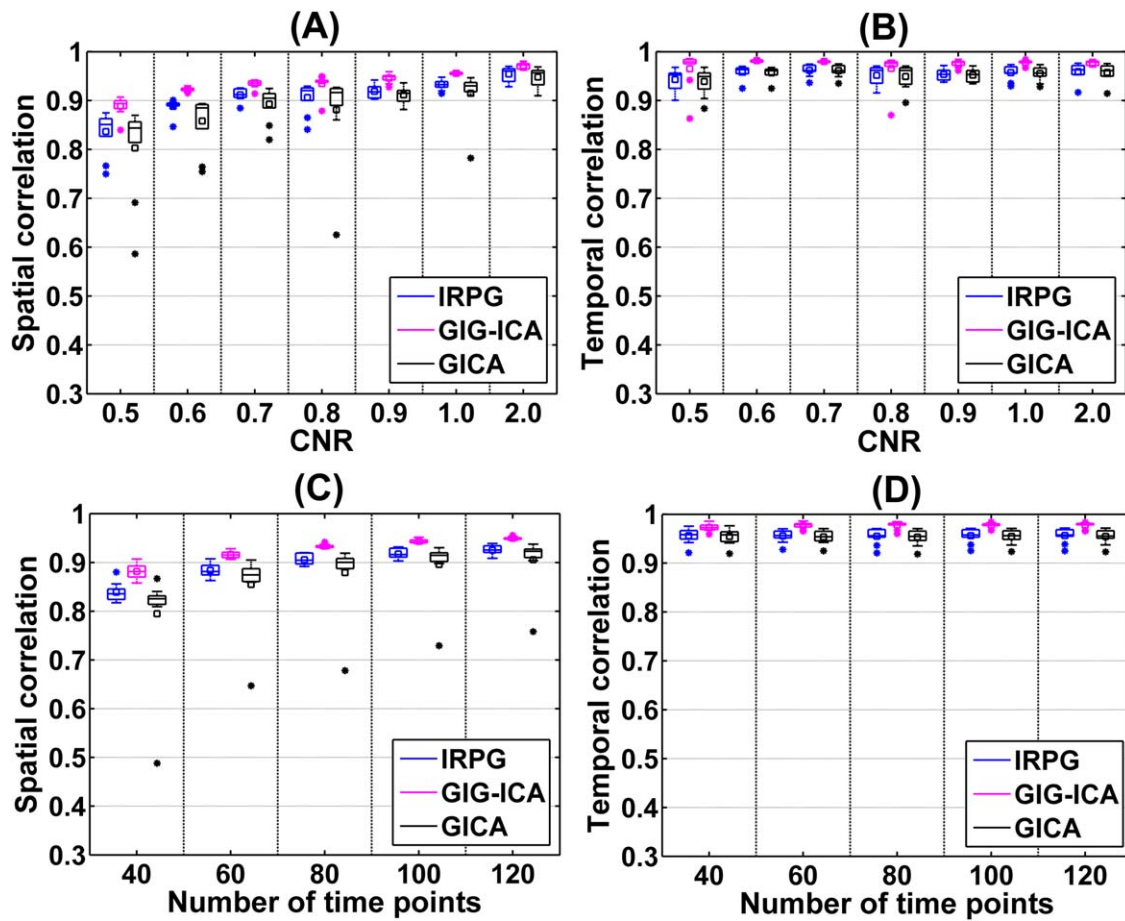 (A)
1
0.9
0.8
0.7
0.6
0.5
0.4
0.3
Spatial correlation
IRPG
GIG-ICA
GICA
0.5 0.6 0.7 0.8 0.9 1.0 2.0
CNR
(B)
1
0.9
0.8
0.7
0.6
0.5
0.4
0.3
Temporal correlation
IRPG
GIG-ICA
GICA
0.5 0.6 0.7 0.8 0.9 1.0 2.0
CNR
(C)
1
0.9
0.8
0.7
0.6
0.5
0.4
0.3
Spatial correlation
IRPG
GIG-ICA
GICA
40 60 80 100 120
Number of time points
(D)
1
0.9
0.8
0.7
0.6
0.5
0.4
0.3
Temporal correlation
IRPG
GIG-ICA
GICA
40 60 80 100 120
Number of time points